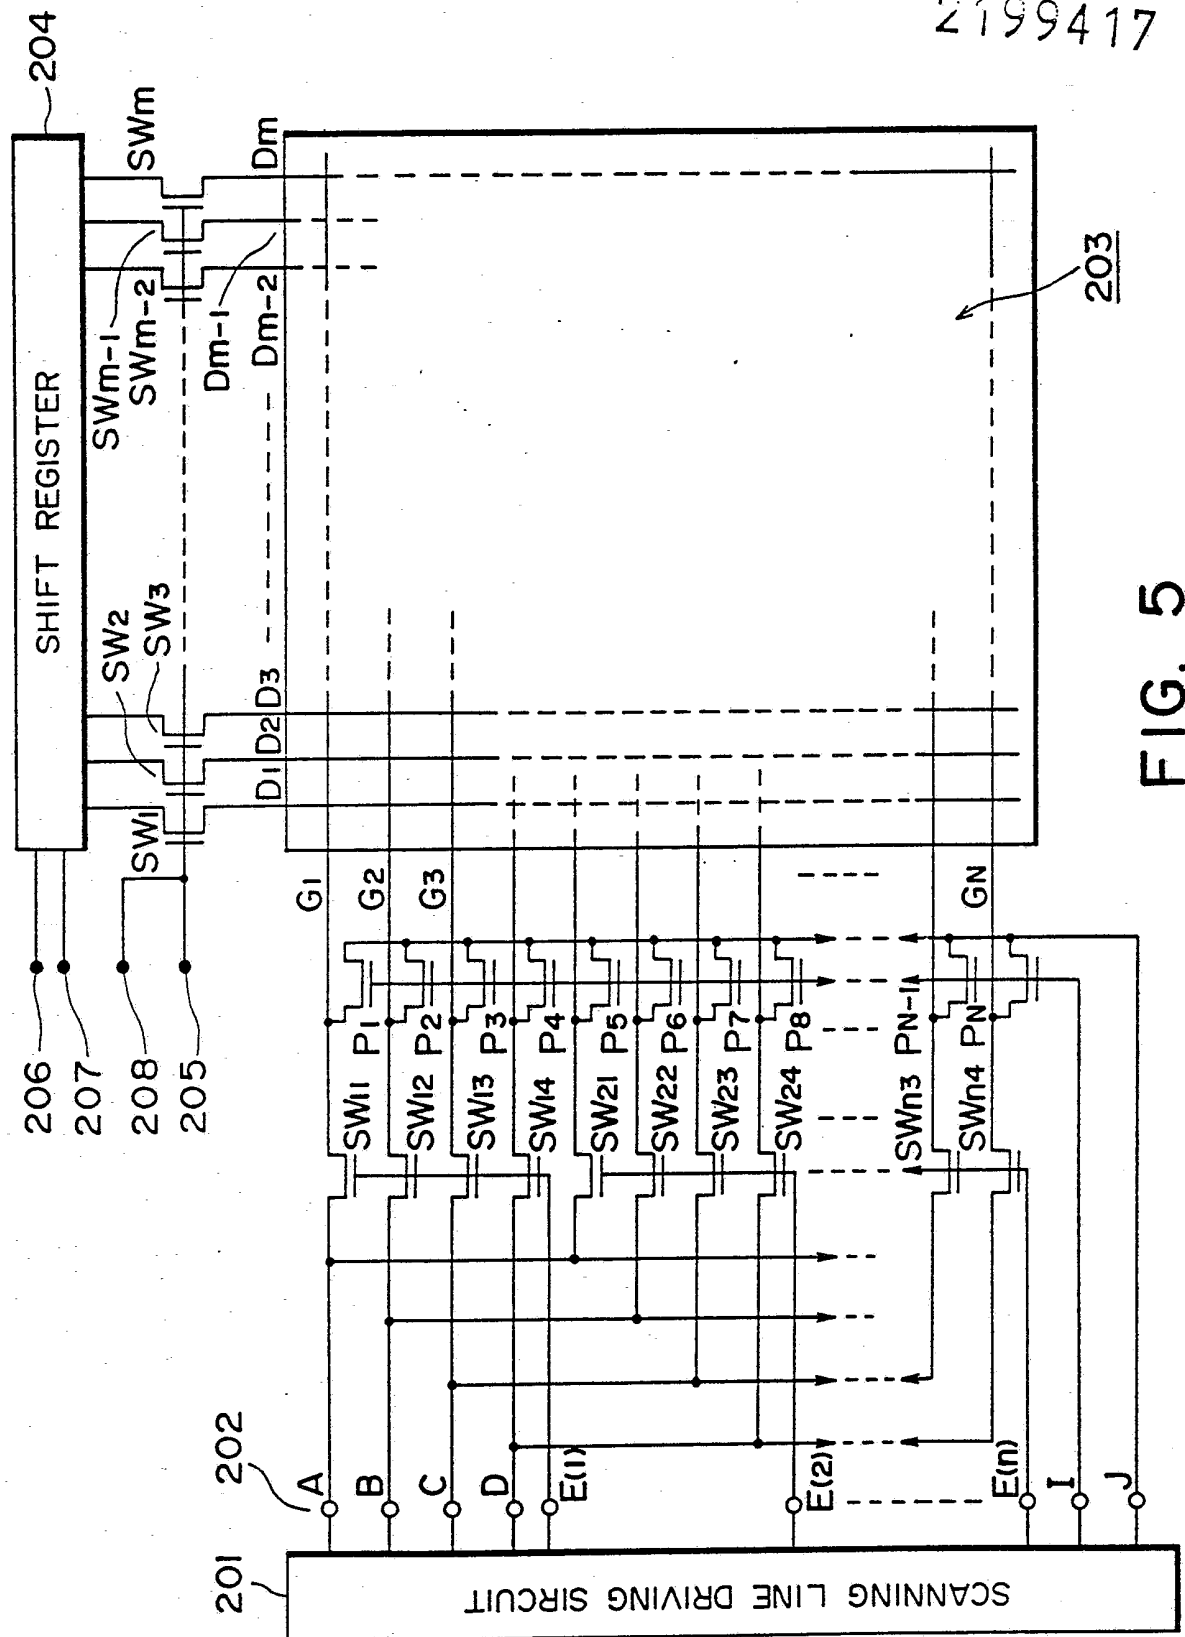 2199417
204
SHIFT REGISTER
SWm
SWm-1
SWm-2
SW3
SW2
SW1
206
207
208
205
Dm
Dm-1
Dm-2
D3
D2
D1
G1
G2
G3
GN
203
P1
P2
P3
P4
P5
P6
P7
P8
PN-1
PN
SW11
SW12
SW13
SW14
SW21
SW22
SW23
SW24
SWn3
SWn4
202
A
B
C
D
E(1)
E(2)
E(n)
I
J
201
SCANNING LINE DRIVING SIRCUIT
FIG. 5